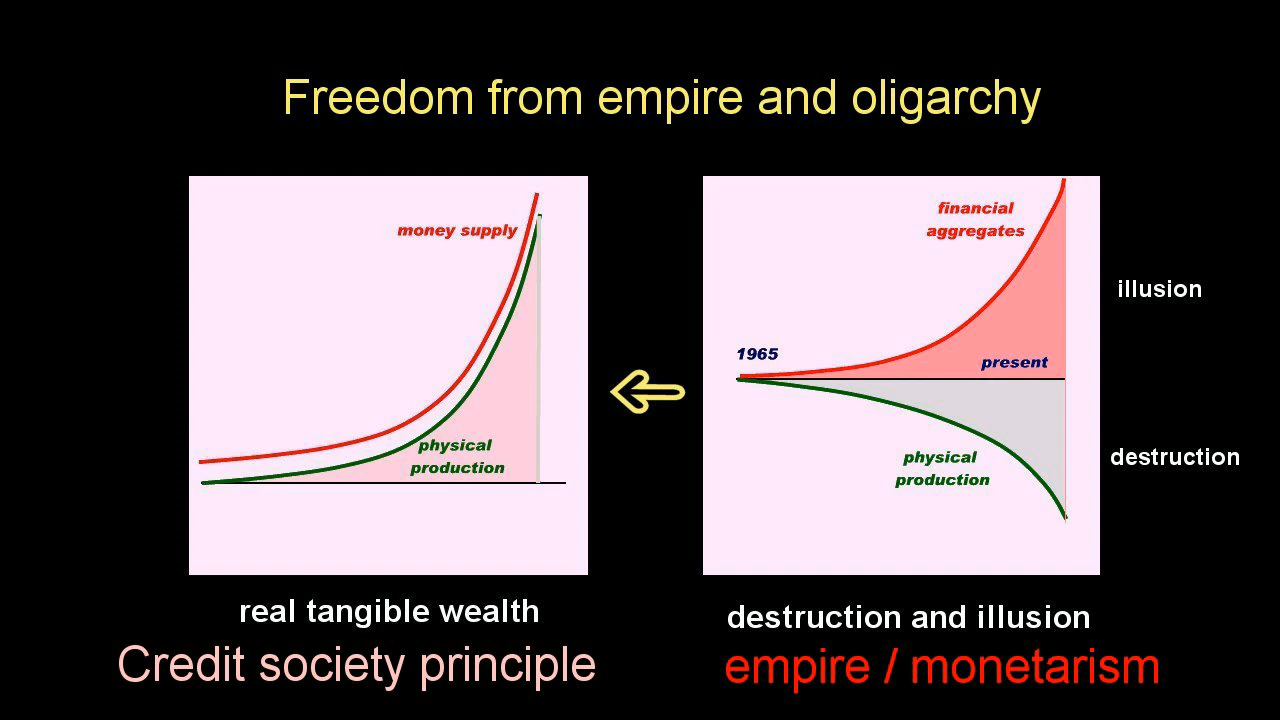 Freedom from empire and oligarchy
money supply
physical
production
financial
aggregates
1965
present
physical
production
illusion
destruction
real tangible wealth
Credit society principle
destruction and illusion
empire / monetarism